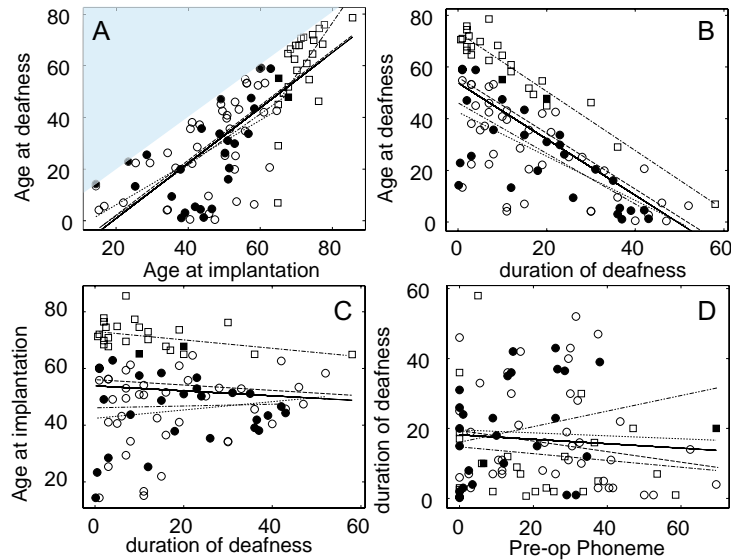 A
Age at deafness
80
60
40
20
0
20 40 60 80
Age at implantation
B
Age at deafness
80
60
40
20
0
0 20 40 60
duration of deafness
C
Age at implantation
80
60
40
20
0 20 40 60
duration of deafness
D
duration of deafness
60
40
20
0
0 20 40 60
Pre-op Phoneme